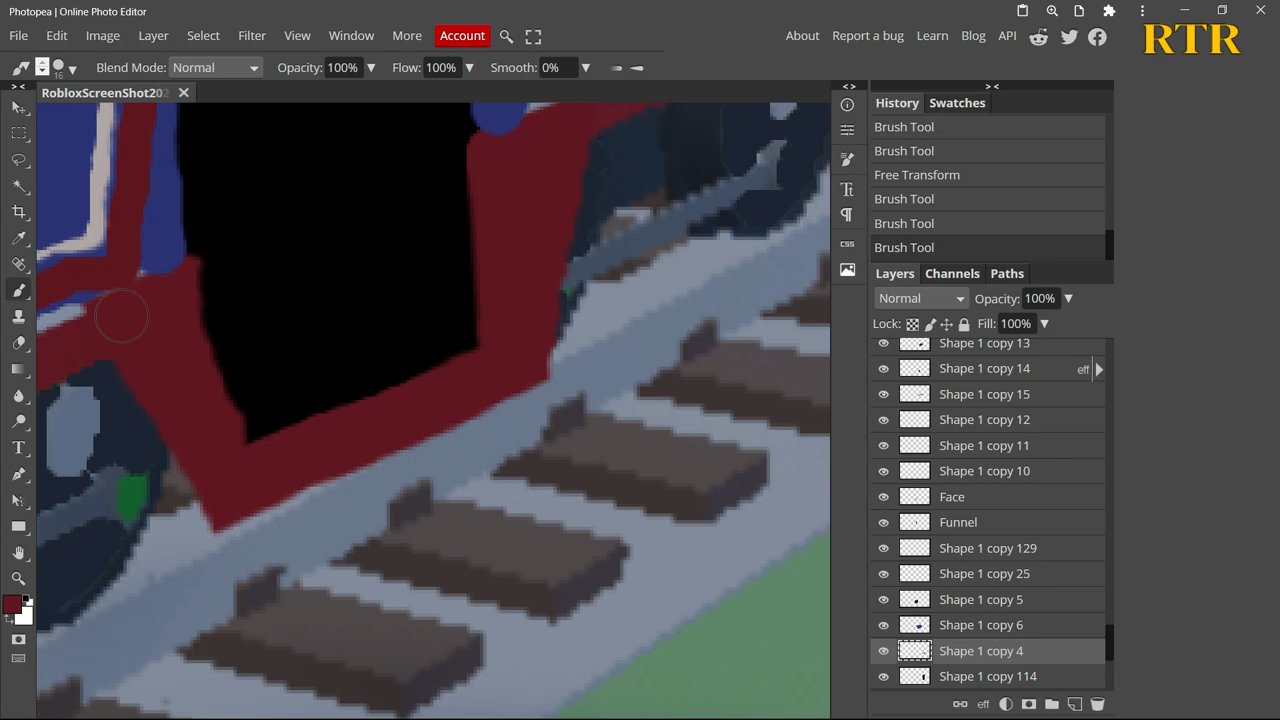 Photopea | Online Photo Editor
File Edit Image Layer Select Filter View Window More Account
About Report a bug Learn Blog API
RTR
16 Blend Mode: Normal Opacity: 100% Flow: 100% Smooth: 0%
> < RobloxScreenShot202 < > > <
History Swatches
Brush Tool
Brush Tool
Free Transform
Brush Tool
Brush Tool
Brush Tool
CSS
Layers Channels Paths
Normal Opacity: 100%
Lock: Fill: 100%
Shape 1 copy 13
Shape 1 copy 14 eff
Shape 1 copy 15
Shape 1 copy 12
Shape 1 copy 11
Shape 1 copy 10
Face
Funnel
Shape 1 copy 129
Shape 1 copy 25
Shape 1 copy 5
Shape 1 copy 6
Shape 1 copy 4
Shape 1 copy 114
eff